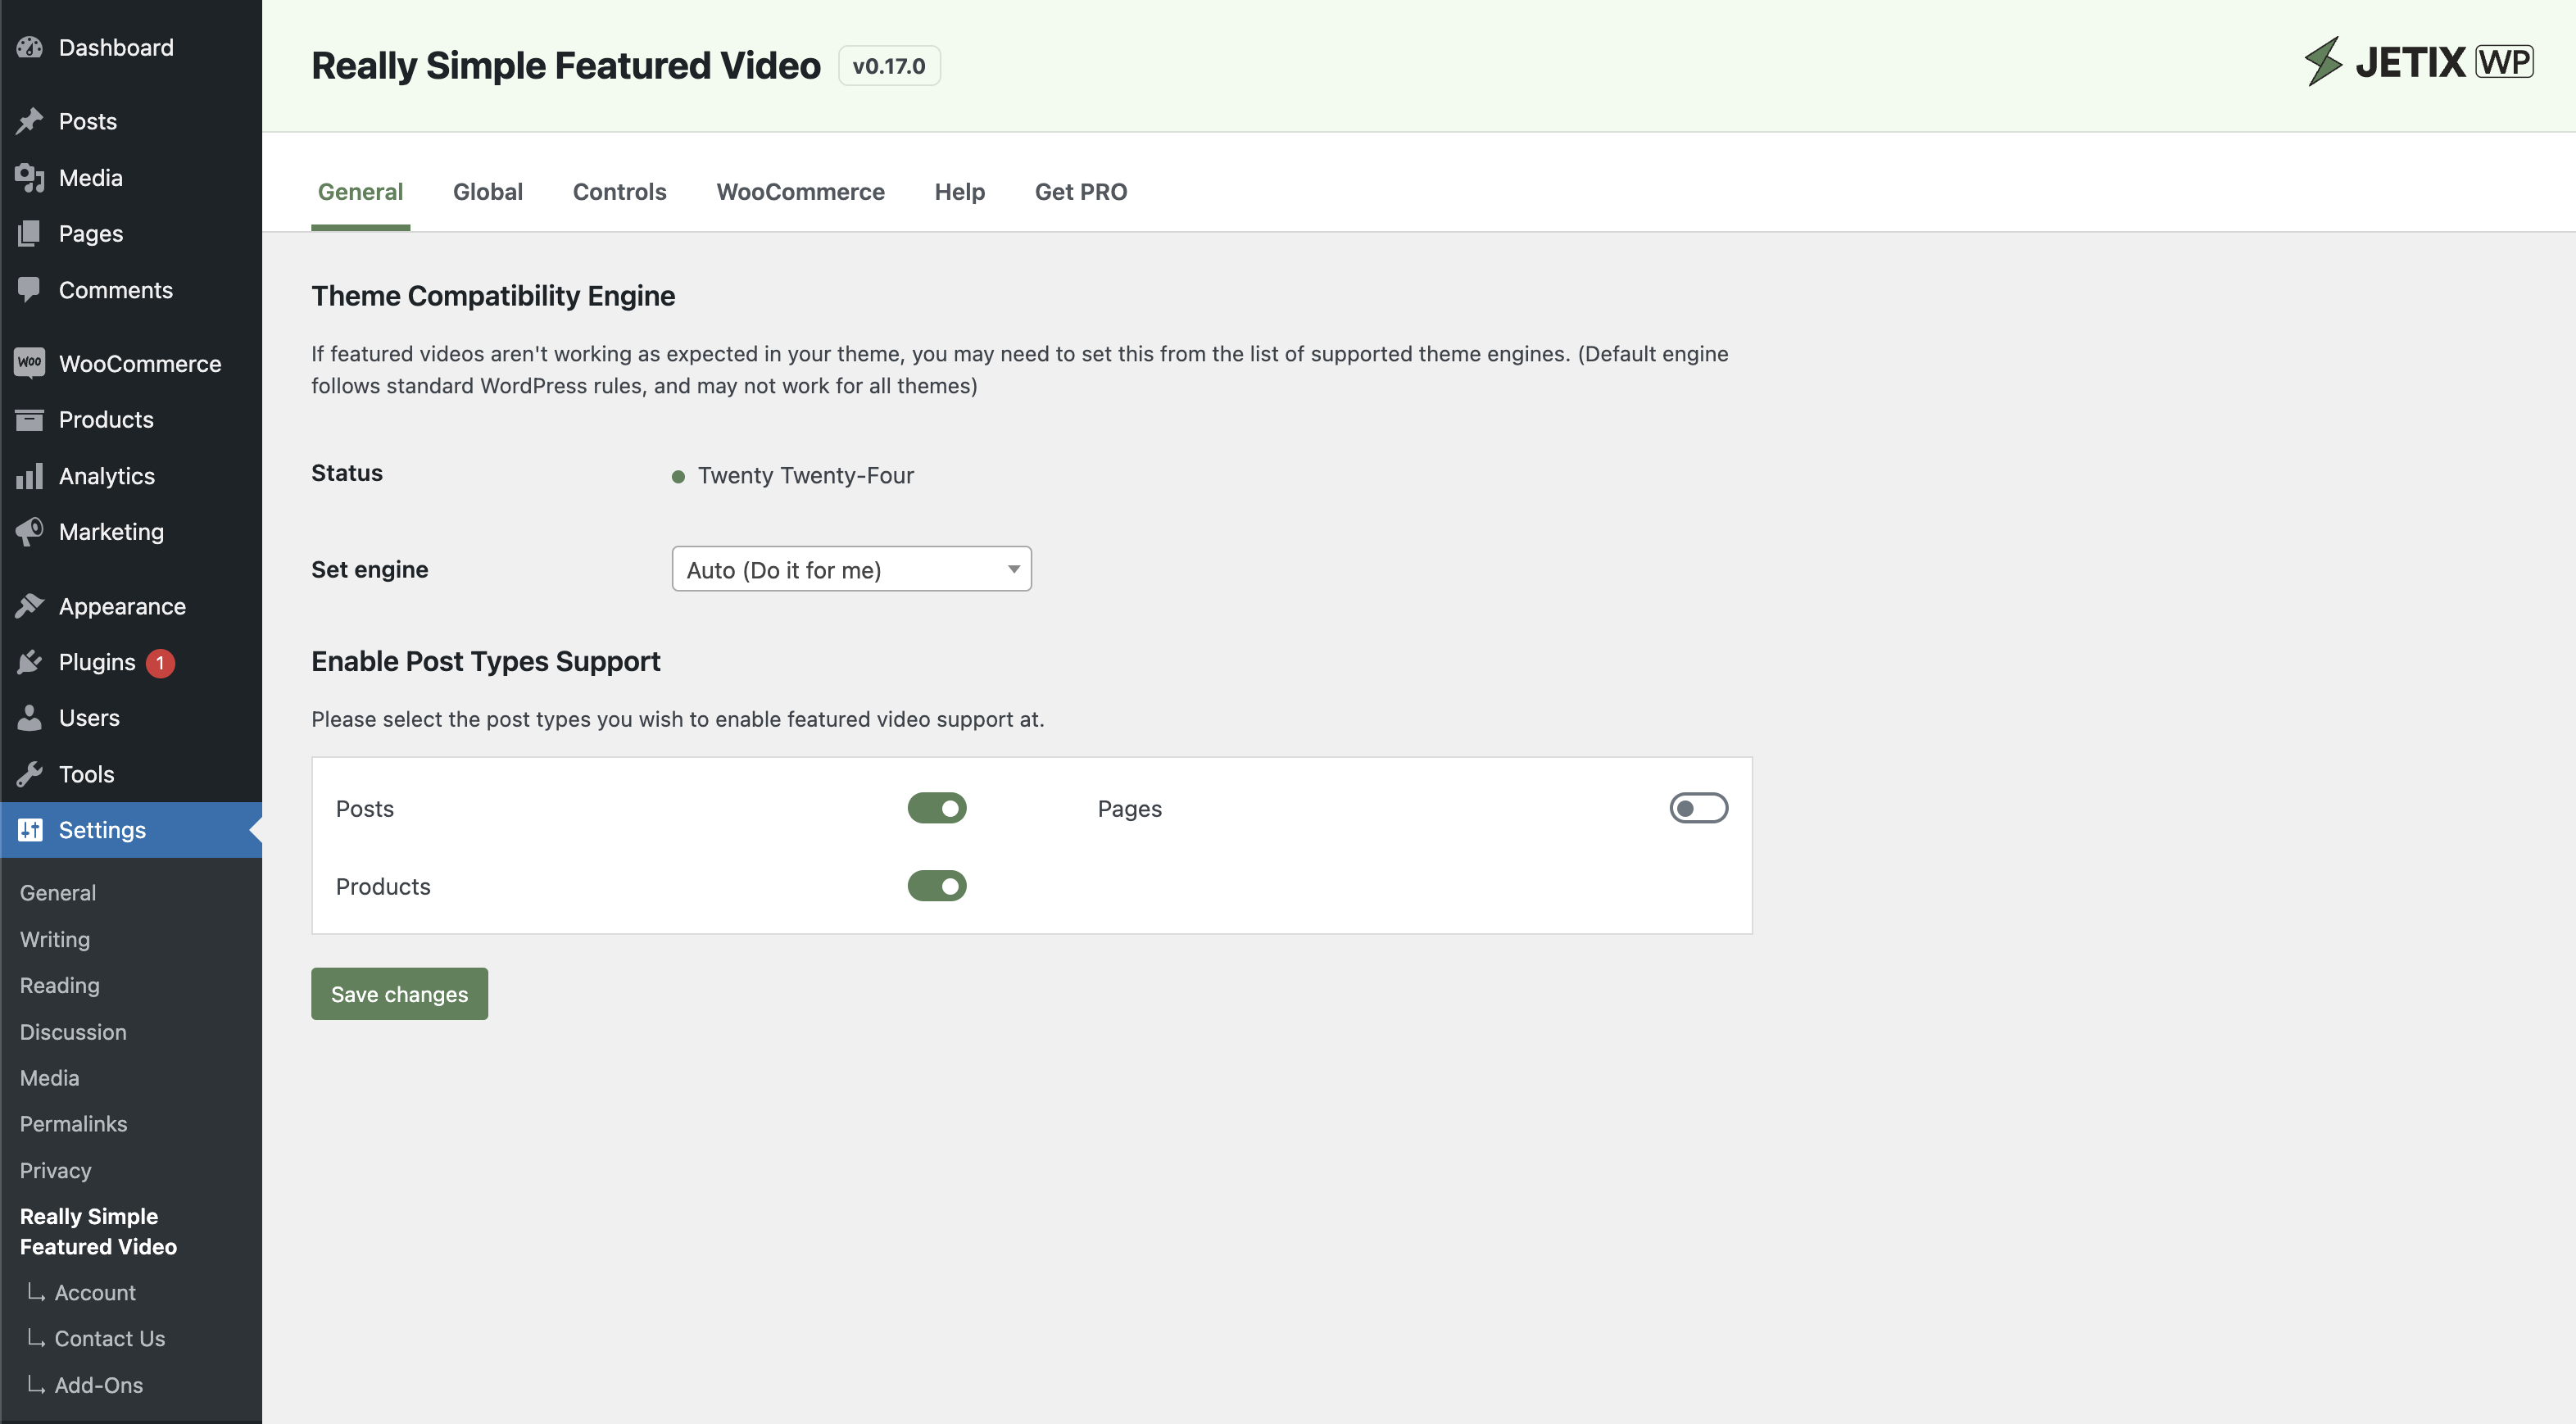 Dashboard
Posts
Media
Pages
Comments
woo WooCommerce
Products
Analytics
Marketing
Appearance
Plugins 1
Users
Tools
Settings
General
Writing
Reading
Discussion
Media
Permalinks
Privacy
Really Simple
Featured Video
Account
Contact Us
Add-Ons
Really Simple Featured Video v0.17.0
JETIX WP
General Global Controls WooCommerce Help Get PRO
Theme Compatibility Engine
If featured videos aren't working as expected in your theme, you may need to set this from the list of supported theme engines. (Default engine
follows standard WordPress rules, and may not work for all themes)
Status Twenty Twenty-Four
Set engine Auto (Do it for me)
Enable Post Types Support
Please select the post types you wish to enable featured video support at.
Posts Pages
Products
Save changes